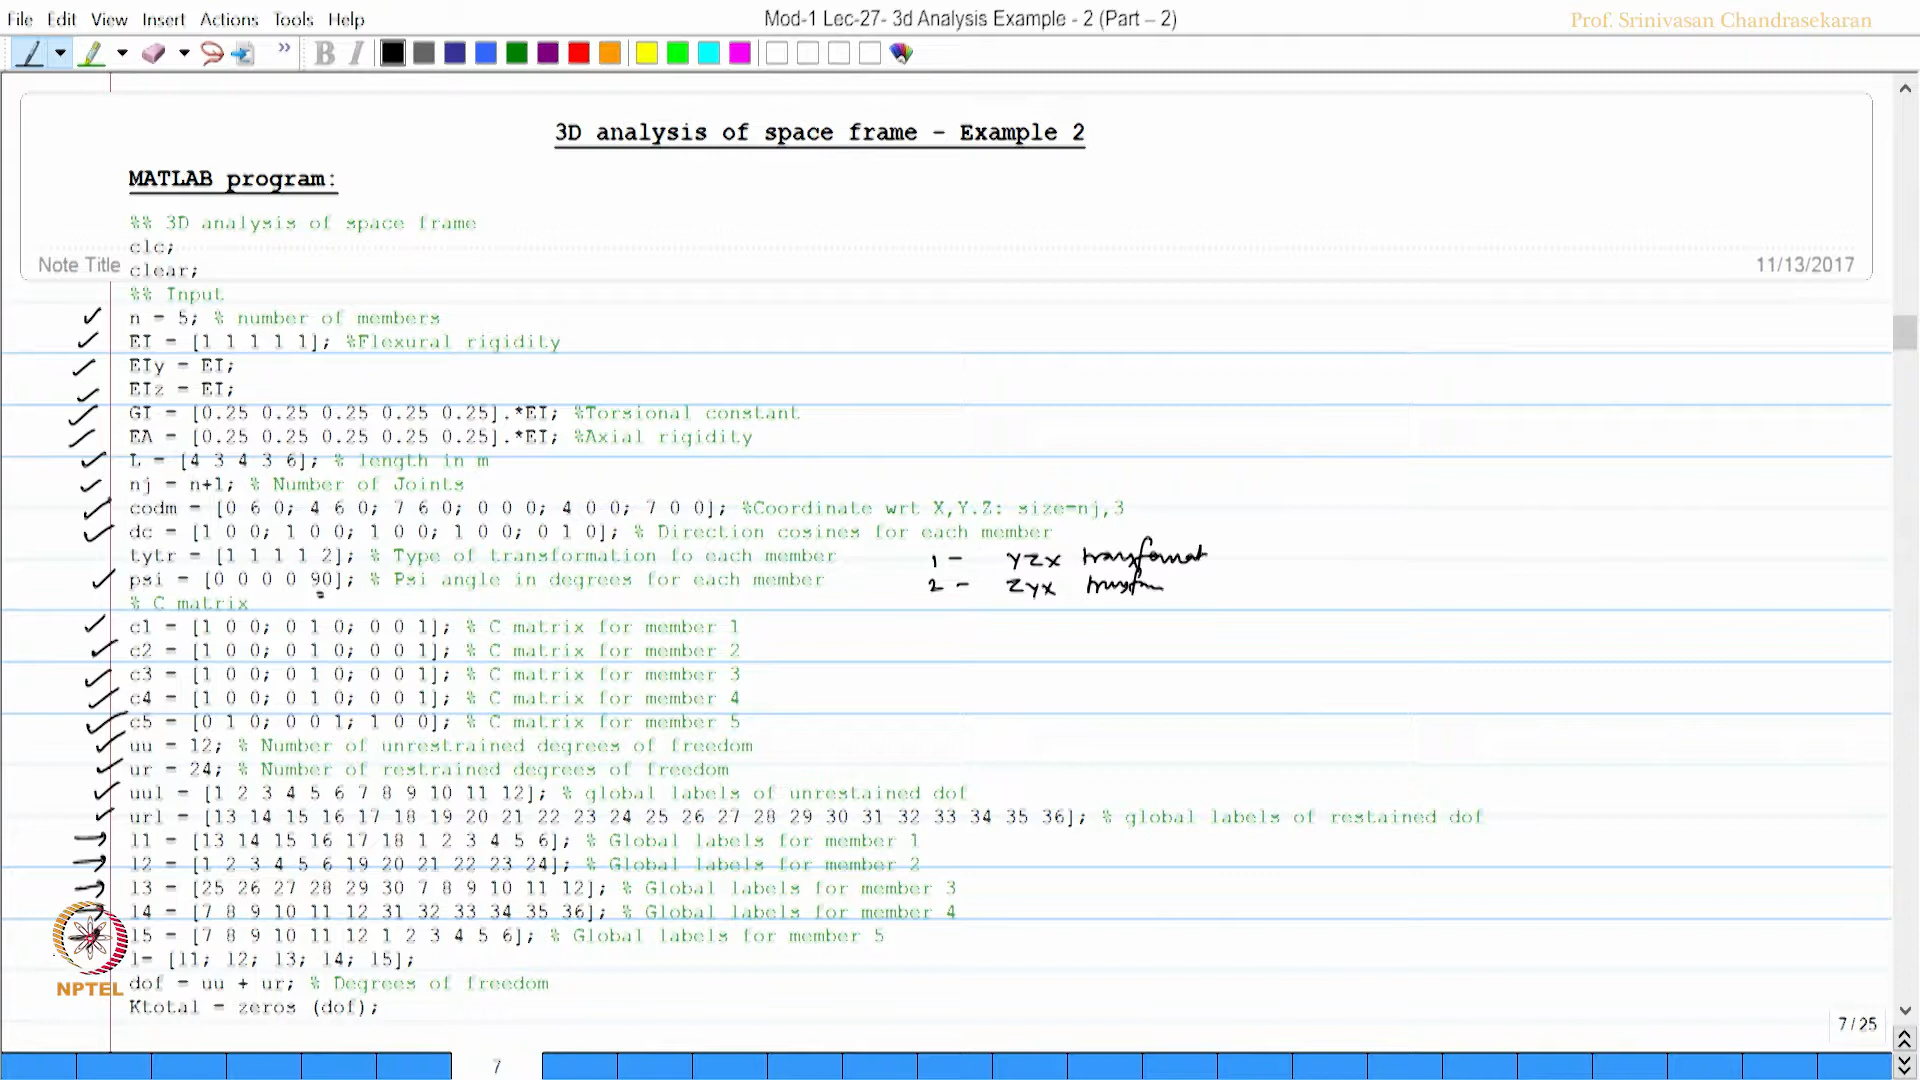 File Edit View Insert Actions Tools Help
Mod-1 Lec-27- 3d Analysis Example - 2 (Part – 2)
Prof. Srinivasan Chandrasekaran
B I
3D analysis of space frame - Example 2
MATLAB program:
%% 3D analysis of space frame
clc;
Note Title
clear;
11/13/2017
%% Input
n = 5; % number of members
EI = [1 1 1 1 1]; %Flexural rigidity
EIy = EI;
EIz = EI;
GI = [0.25 0.25 0.25 0.25 0.25].*EI; %Torsional constant
EA = [0.25 0.25 0.25 0.25 0.25].*EI; %Axial rigidity
L = [4 3 4 3 6]; % length in m
nj = n+1; % Number of Joints
codm = [0 6 0; 4 6 0; 7 6 0; 0 0 0; 4 0 0; 7 0 0]; %Coordinate wrt X,Y.Z: size=nj,3
dc = [1 0 0; 1 0 0; 1 0 0; 1 0 0; 0 1 0]; % Direction cosines for each member
tytr = [1 1 1 1 2]; % Type of transformation fo each member
1 - YZX transformat
psi = [0 0 0 0 90]; % Psi angle in degrees for each member
2 - ZYX
% C matrix
c1 = [1 0 0; 0 1 0; 0 0 1]; % C matrix for member 1
c2 = [1 0 0; 0 1 0; 0 0 1]; % C matrix for member 2
c3 = [1 0 0; 0 1 0; 0 0 1]; % C matrix for member 3
c4 = [1 0 0; 0 1 0; 0 0 1]; % C matrix for member 4
c5 = [0 1 0; 0 0 1; 1 0 0]; % C matrix for member 5
uu = 12; % Number of unrestrained degrees of freedom
ur = 24; % Number of restrained degrees of freedom
uul = [1 2 3 4 5 6 7 8 9 10 11 12]; % global labels of unrestained dof
url = [13 14 15 16 17 18 19 20 21 22 23 24 25 26 27 28 29 30 31 32 33 34 35 36]; % global labels of restained dof
l1 = [13 14 15 16 17 18 1 2 3 4 5 6]; % Global labels for member 1
l2 = [1 2 3 4 5 6 19 20 21 22 23 24]; % Global labels for member 2
l3 = [25 26 27 28 29 30 7 8 9 10 11 12]; % Global labels for member 3
l4 = [7 8 9 10 11 12 31 32 33 34 35 36]; % Global labels for member 4
l5 = [7 8 9 10 11 12 1 2 3 4 5 6]; % Global labels for member 5
l= [l1; l2; l3; l4; l5];
NPTEL
dof = uu + ur; % Degrees of freedom
Ktotal = zeros (dof);
7 / 25
7